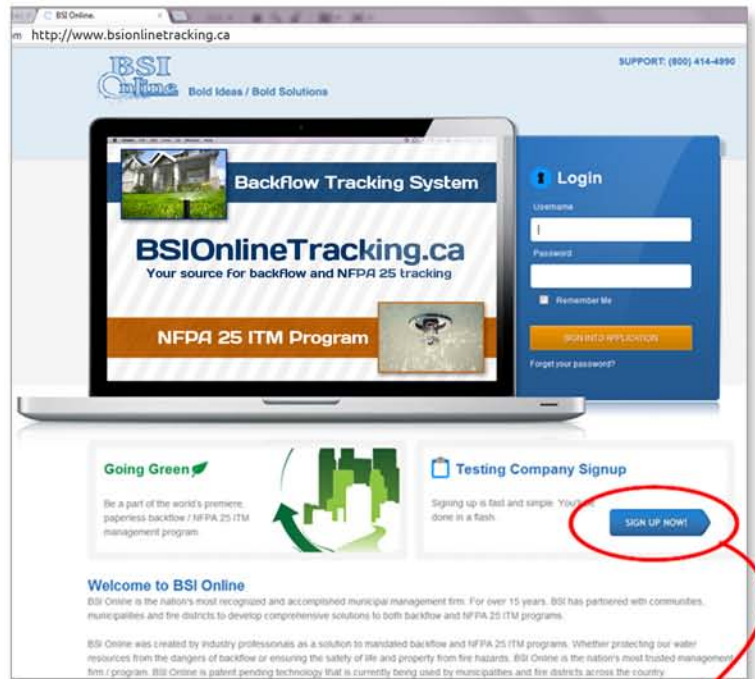 BSI Online.
http://www.bsionlinetracking.ca
BSI
Online
Bold Ideas / Bold Solutions
SUPPORT: (800) 414-4990
Backflow Tracking System
BSIOnlineTracking.ca
Your source for backflow and NFPA 25 tracking
NFPA 25 ITM Program
Login
Username
Password
Remember Me
SIGN INTO APPLICATION
Forget your password?
Going Green
Be a part of the world's premiere,
paperless backflow / NFPA 25 ITM
management program
Testing Company Signup
Signing up is fast and simple. You'll be
done in a flash.
SIGN UP NOW!
Welcome to BSI Online
BSI Online is the nation's most recognized and accomplished municipal management firm. For over 15 years, BSI has partnered with communities,
municipalities and fire districts to develop comprehensive solutions to both backflow and NFPA 25 ITM programs.
BSI Online was created by industry professionals as a solution to mandated backflow and NFPA 25 ITM programs. Whether protecting our water
resources from the dangers of backflow or ensuring the safety of life and property from fire hazards, BSI Online is the nation's most trusted management
firm / program. BSI Online is patent pending technology that is currently being used by municipalities and fire districts across the country.